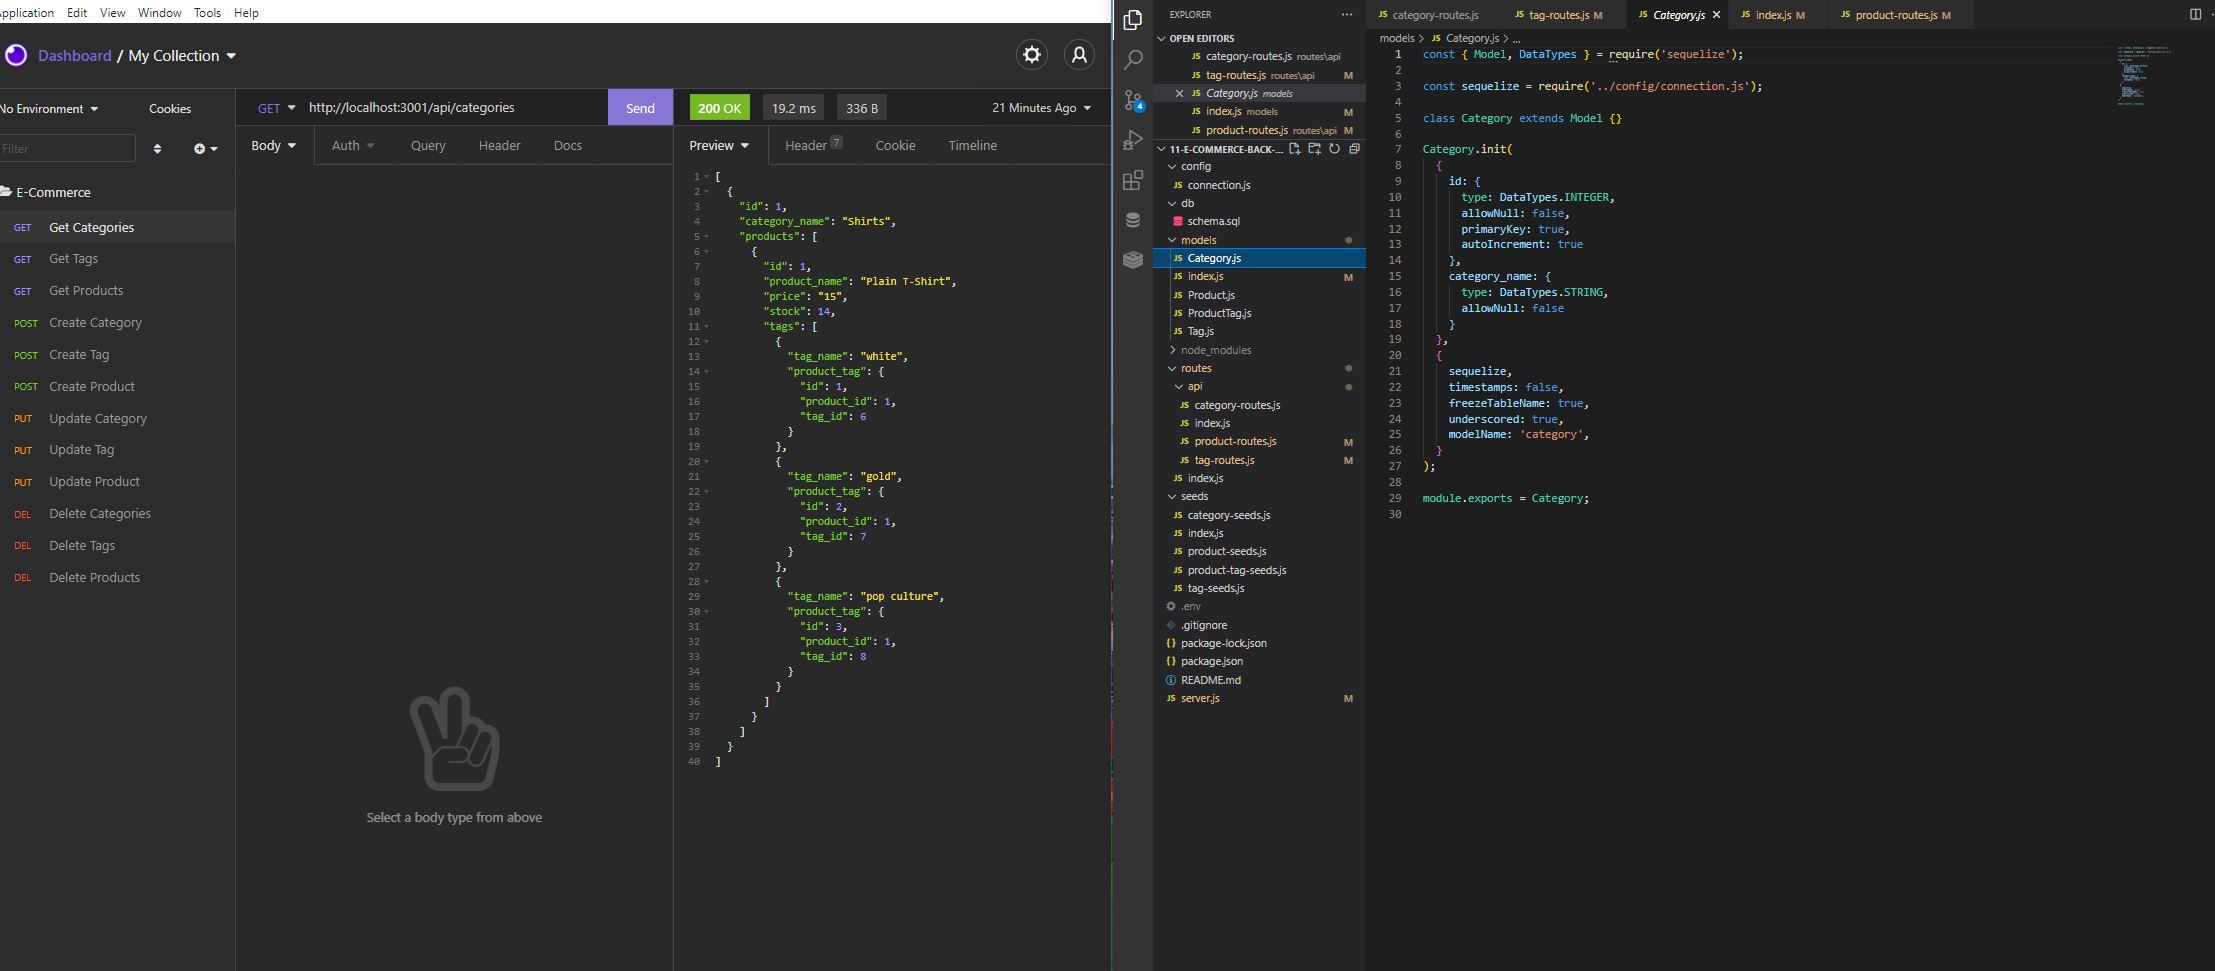 Application Edit View Window Tools Help
Dashboard / My Collection
No Environment Cookies
Filter
E-Commerce
GET Get Categories
GET Get Tags
GET Get Products
POST Create Category
POST Create Tag
POST Create Product
PUT Update Category
PUT Update Tag
PUT Update Product
DEL Delete Categories
DEL Delete Tags
DEL Delete Products
GET http://localhost:3001/api/categories Send
Body Auth Query Header Docs
Select a body type from above
200 OK 19.2 ms 336 B 21 Minutes Ago
Preview Header 7 Cookie Timeline
1 [
2 {
3 "id": 1,
4 "category_name": "Shirts",
5 "products": [
6 {
7 "id": 1,
8 "product_name": "Plain T-Shirt",
9 "price": "15",
10 "stock": 14,
11 "tags": [
12 {
13 "tag_name": "white",
14 "product_tag": {
15 "id": 1,
16 "product_id": 1,
17 "tag_id": 6
18 }
19 },
20 {
21 "tag_name": "gold",
22 "product_tag": {
23 "id": 2,
24 "product_id": 1,
25 "tag_id": 7
26 }
27 },
28 {
29 "tag_name": "pop culture",
30 "product_tag": {
31 "id": 3,
32 "product_id": 1,
33 "tag_id": 8
34 }
35 }
36 ]
37 }
38 ]
39 }
40 ]
4
EXPLORER ...
OPEN EDITORS
JS category-routes.js routes\api
JS tag-routes.js routes\api M
JS Category.js models
JS index.js models M
JS product-routes.js routes\api M
11-E-COMMERCE-BACK-...
config
JS connection.js
db
schema.sql
models
JS Category.js
JS index.js M
JS Product.js
JS ProductTag.js
JS Tag.js
node_modules
routes
api
JS category-routes.js
JS index.js
JS product-routes.js M
JS tag-routes.js M
JS index.js
seeds
JS category-seeds.js
JS index.js
JS product-seeds.js
JS product-tag-seeds.js
JS tag-seeds.js
.env
.gitignore
{} package-lock.json
{} package.json
README.md
JS server.js M
JS category-routes.js JS tag-routes.js M JS Category.js JS index.js M JS product-routes.js M
models > JS Category.js > ...
1 const { Model, DataTypes } = require('sequelize');
2
3 const sequelize = require('../config/connection.js');
4
5 class Category extends Model {}
6
7 Category.init(
8 {
9 id: {
10 type: DataTypes.INTEGER,
11 allowNull: false,
12 primaryKey: true,
13 autoIncrement: true
14 },
15 category_name: {
16 type: DataTypes.STRING,
17 allowNull: false
18 }
19 },
20 {
21 sequelize,
22 timestamps: false,
23 freezeTableName: true,
24 underscored: true,
25 modelName: 'category',
26 }
27 );
28
29 module.exports = Category;
30